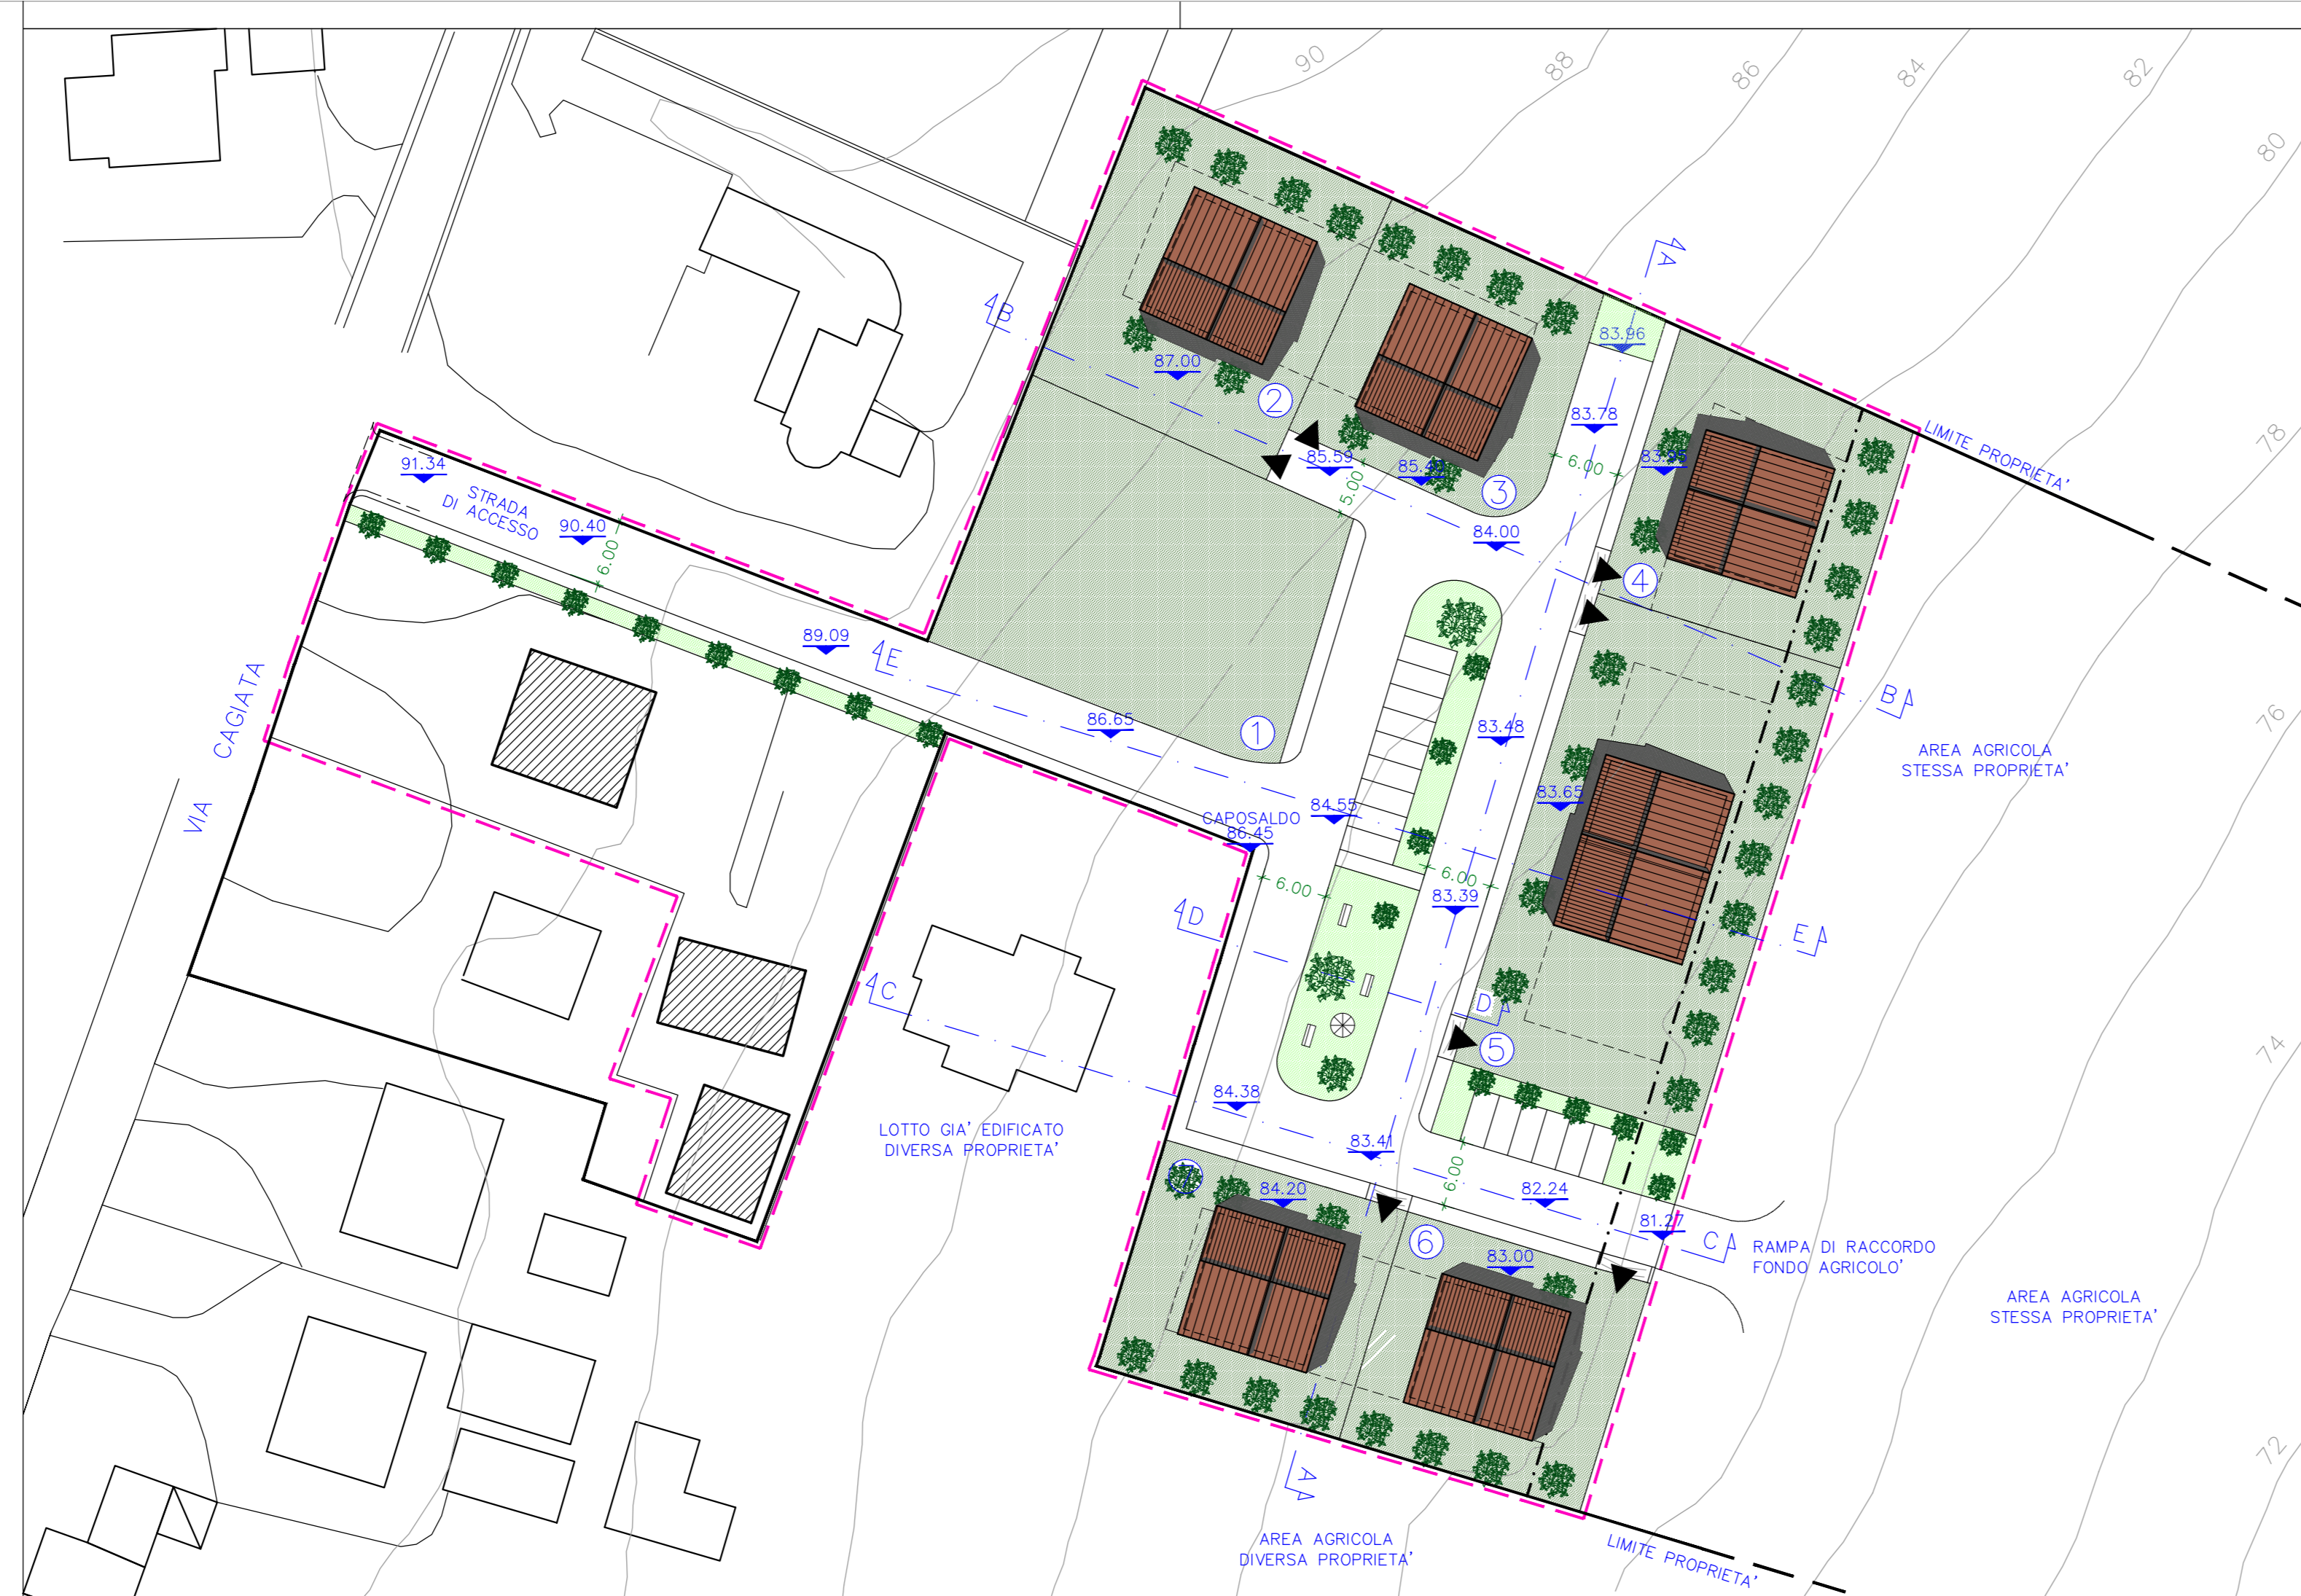 90
88
86
84
82
80
78
76
74
72
A
83.96
B
87.00
2
83.78
LIMITE PROPRIETA'
91.34
STRADA
DI ACCESSO
90.40
6.00
85.59
5.00
3
6.00
84.00
4
89.09
E
VIA CAGIATA
86.65
1
83.48
B
AREA AGRICOLA
STESSA PROPRIETA'
83.65
84.55
CAPOSALDO
86.45
6.00
6.00
83.39
D
E
C
D
5
84.38
LOTTO GIA' EDIFICATO
DIVERSA PROPRIETA'
83.41
7
84.20
6.00
82.24
6
83.00
81.27
C
RAMPA DI RACCORDO
FONDO AGRICOLO'
AREA AGRICOLA
STESSA PROPRIETA'
A
AREA AGRICOLA
DIVERSA PROPRIETA'
LIMITE PROPRIETA'